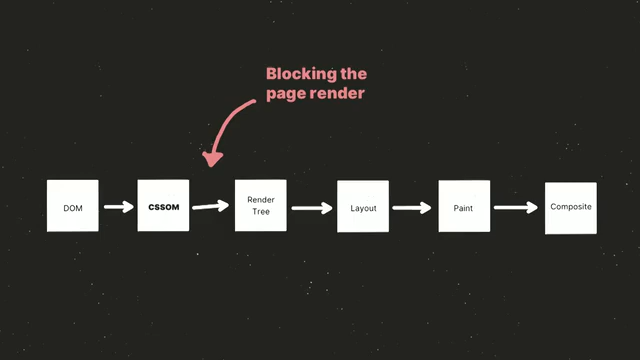 Blocking the
page render
DOM
CSSOM
Render
Tree
Layout
Paint
Composite